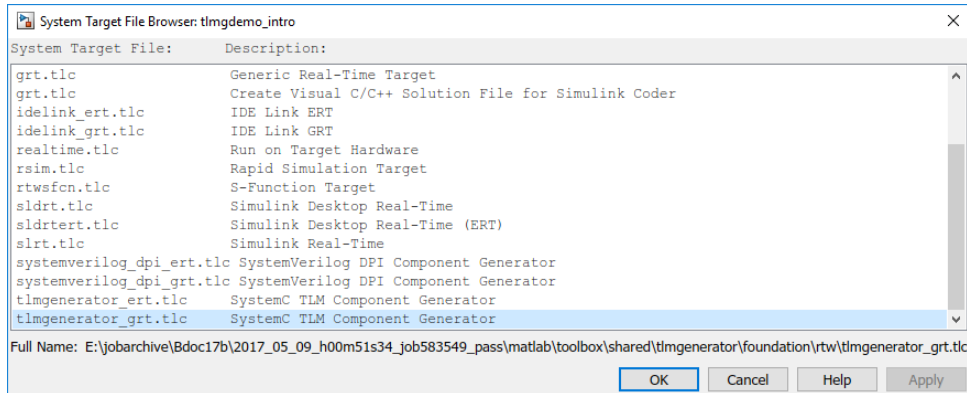 System Target File Browser: tlmgdemo_intro
System Target File: Description:
grt.tlc Generic Real-Time Target
grt.tlc Create Visual C/C++ Solution File for Simulink Coder
idelink_ert.tlc IDE Link ERT
idelink_grt.tlc IDE Link GRT
realtime.tlc Run on Target Hardware
rsim.tlc Rapid Simulation Target
rtwsfcn.tlc S-Function Target
sldrt.tlc Simulink Desktop Real-Time
sldrtert.tlc Simulink Desktop Real-Time (ERT)
slrt.tlc Simulink Real-Time
systemverilog_dpi_ert.tlc SystemVerilog DPI Component Generator
systemverilog_dpi_grt.tlc SystemVerilog DPI Component Generator
tlmgenerator_ert.tlc SystemC TLM Component Generator
tlmgenerator_grt.tlc SystemC TLM Component Generator
Full Name: E:\jobarchive\Bdoc17b\2017_05_09_h00m51s34_job583549_pass\matlab\toolbox\shared\tlmgenerator\foundation\rtw\tlmgenerator_grt.tlc
OK Cancel Help Apply